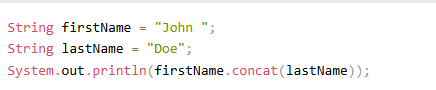 String firstName = "John ";
String lastName = "Doe";
System.out.println(firstName.concat(lastName));